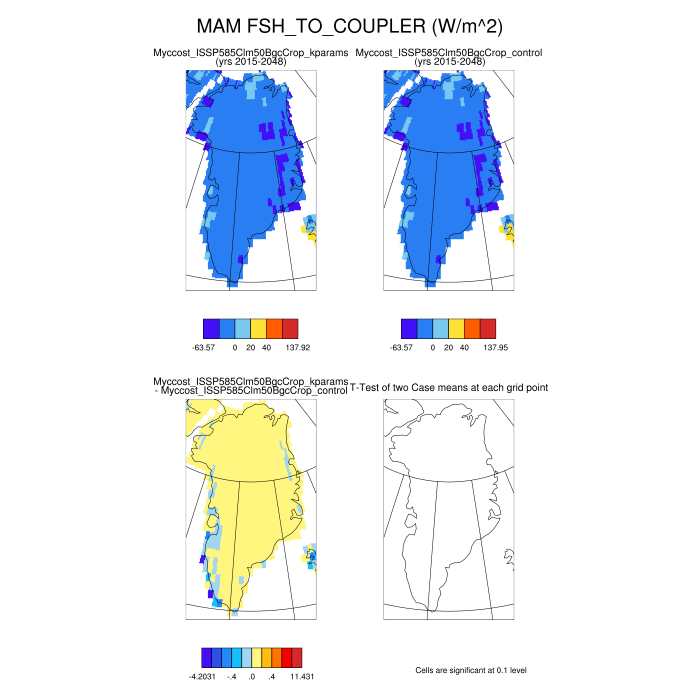 MAM FSH_TO_COUPLER (W/m^2)
Myccost_ISSP585Clm50BgcCrop_kparams
(yrs 2015-2048)
Myccost_ISSP585Clm50BgcCrop_control
(yrs 2015-2048)
-63.57 0 20 40 137.92
-63.57 0 20 40 137.95
Myccost_ISSP585Clm50BgcCrop_kparams
- Myccost_ISSP585Clm50BgcCrop_control
T-Test of two Case means at each grid point
-4.2031 -.4 .0 .4 11.431
Cells are significant at 0.1 level